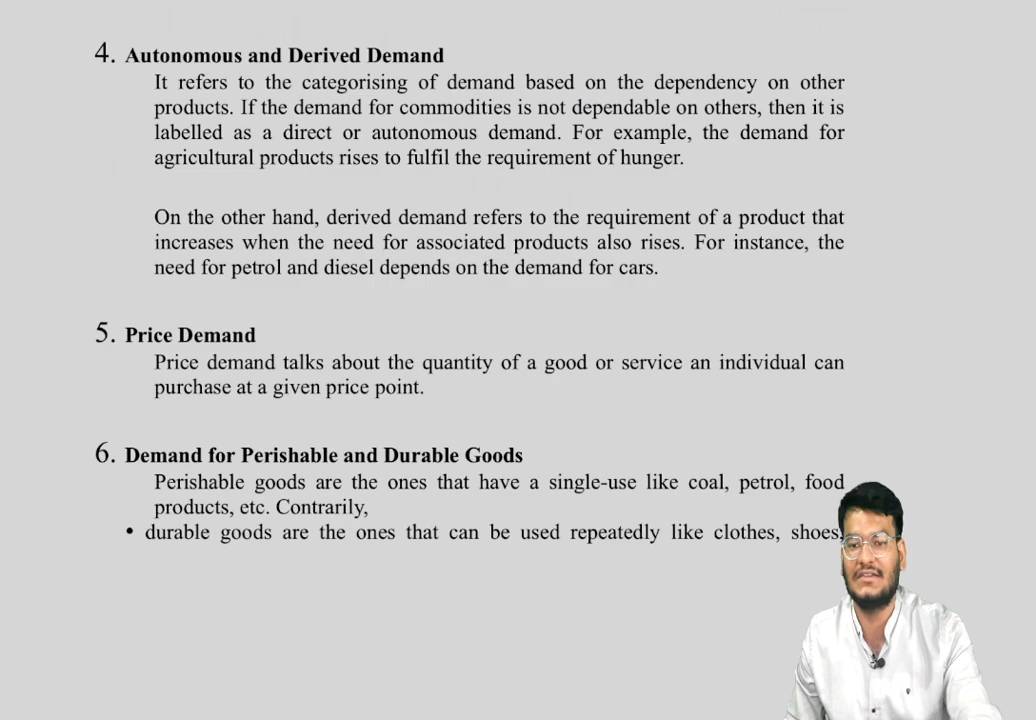 4. Autonomous and Derived Demand
It refers to the categorising of demand based on the dependency on other
products. If the demand for commodities is not dependable on others, then it is
labelled as a direct or autonomous demand. For example, the demand for
agricultural products rises to fulfil the requirement of hunger.
On the other hand, derived demand refers to the requirement of a product that
increases when the need for associated products also rises. For instance, the
need for petrol and diesel depends on the demand for cars.
5. Price Demand
Price demand talks about the quantity of a good or service an individual can
purchase at a given price point.
6. Demand for Perishable and Durable Goods
Perishable goods are the ones that have a single-use like coal, petrol, food
products, etc. Contrarily,
• durable goods are the ones that can be used repeatedly like clothes, shoes,